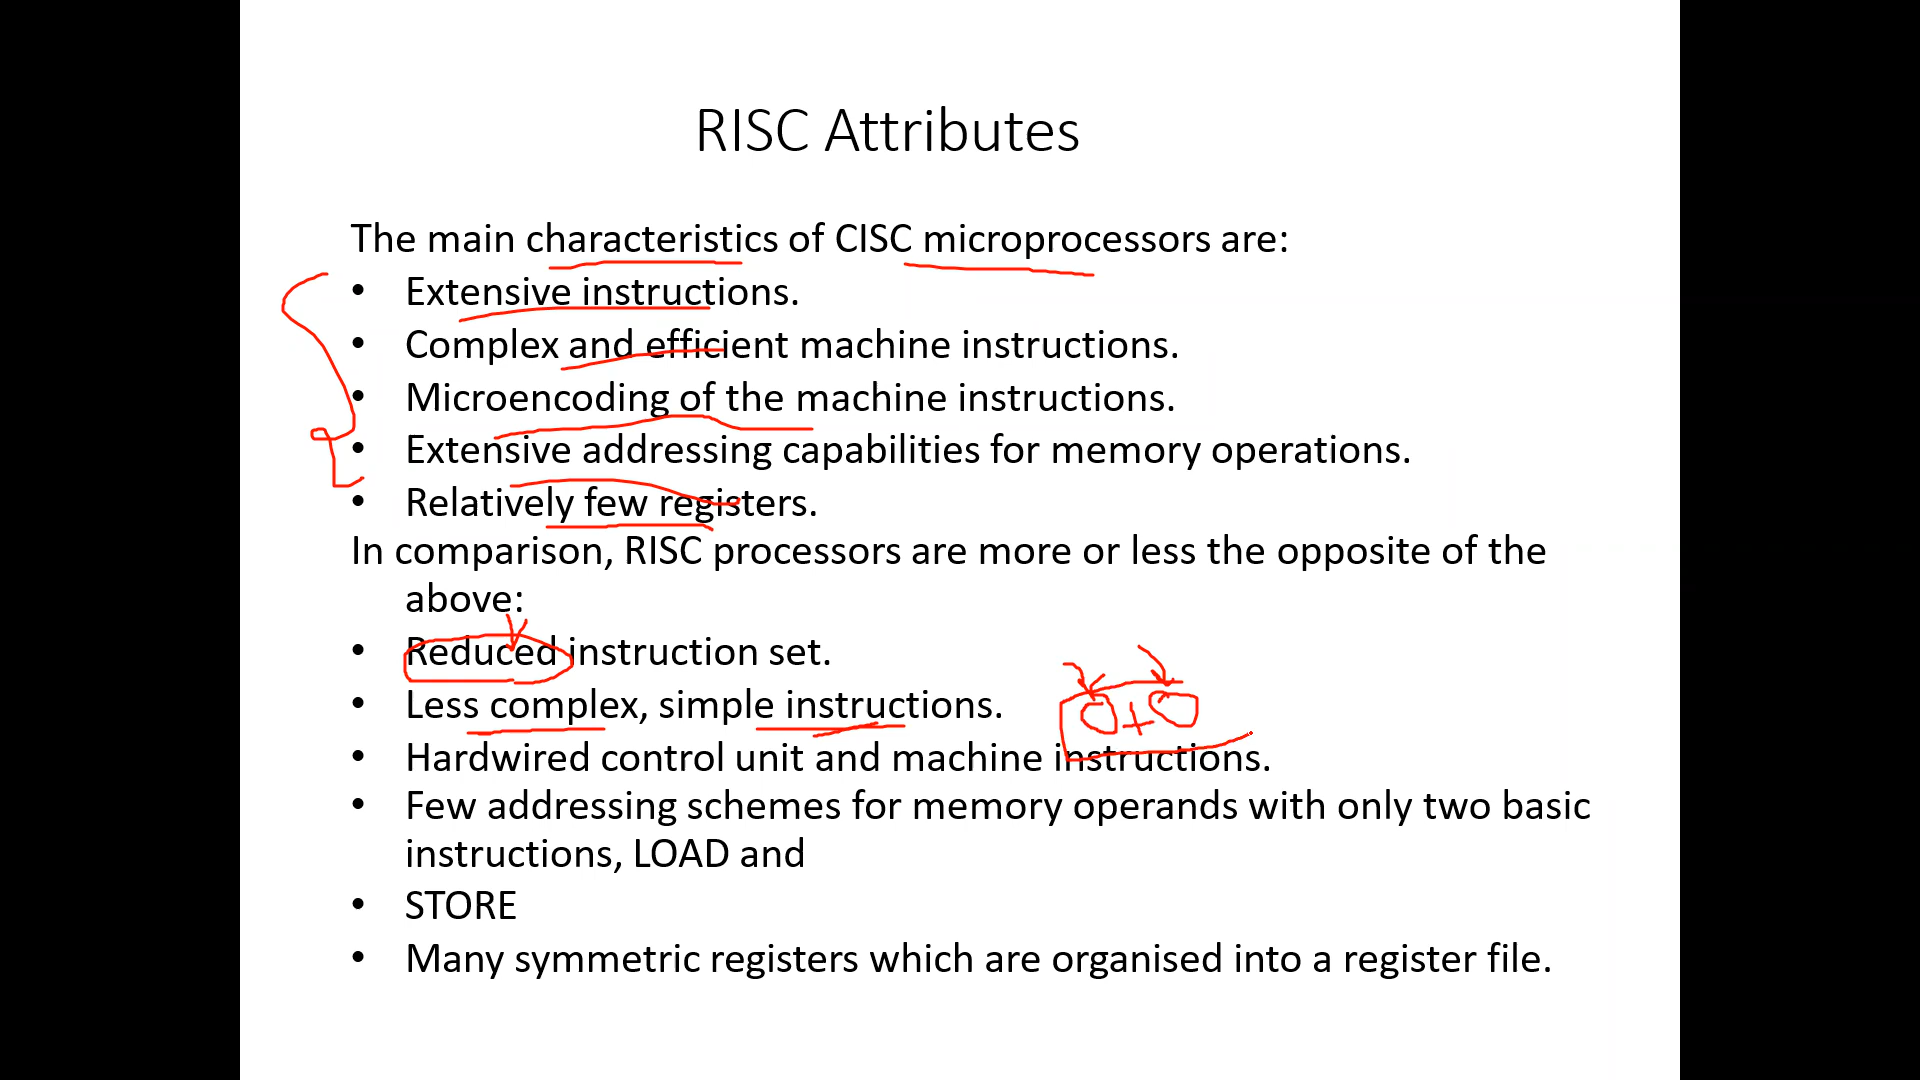 RISC Attributes
The main characteristics of CISC microprocessors are:
• Extensive instructions.
• Complex and efficient machine instructions.
• Microencoding of the machine instructions.
• Extensive addressing capabilities for memory operations.
• Relatively few registers.
In comparison, RISC processors are more or less the opposite of the
above:
• Reduced instruction set.
• Less complex, simple instructions.
+
• Hardwired control unit and machine instructions.
• Few addressing schemes for memory operands with only two basic
instructions, LOAD and
• STORE
• Many symmetric registers which are organised into a register file.